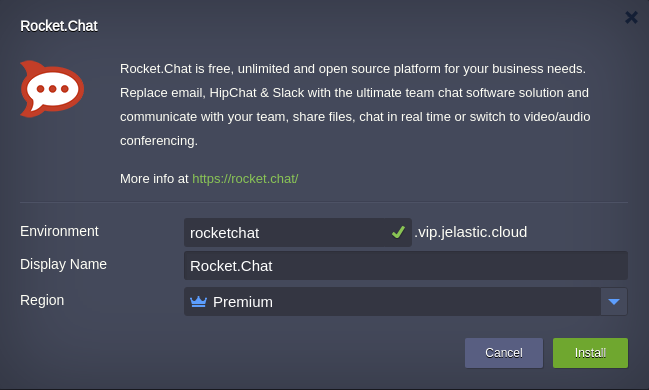 Rocket.Chat
Rocket.Chat is free, unlimited and open source platform for your business needs.
Replace email, HipChat & Slack with the ultimate team chat software solution and
communicate with your team, share files, chat in real time or switch to video/audio
conferencing.
More info at https://rocket.chat/
Environment rocketchat .vip.jelastic.cloud
Display Name Rocket.Chat
Region Premium
Cancel Install